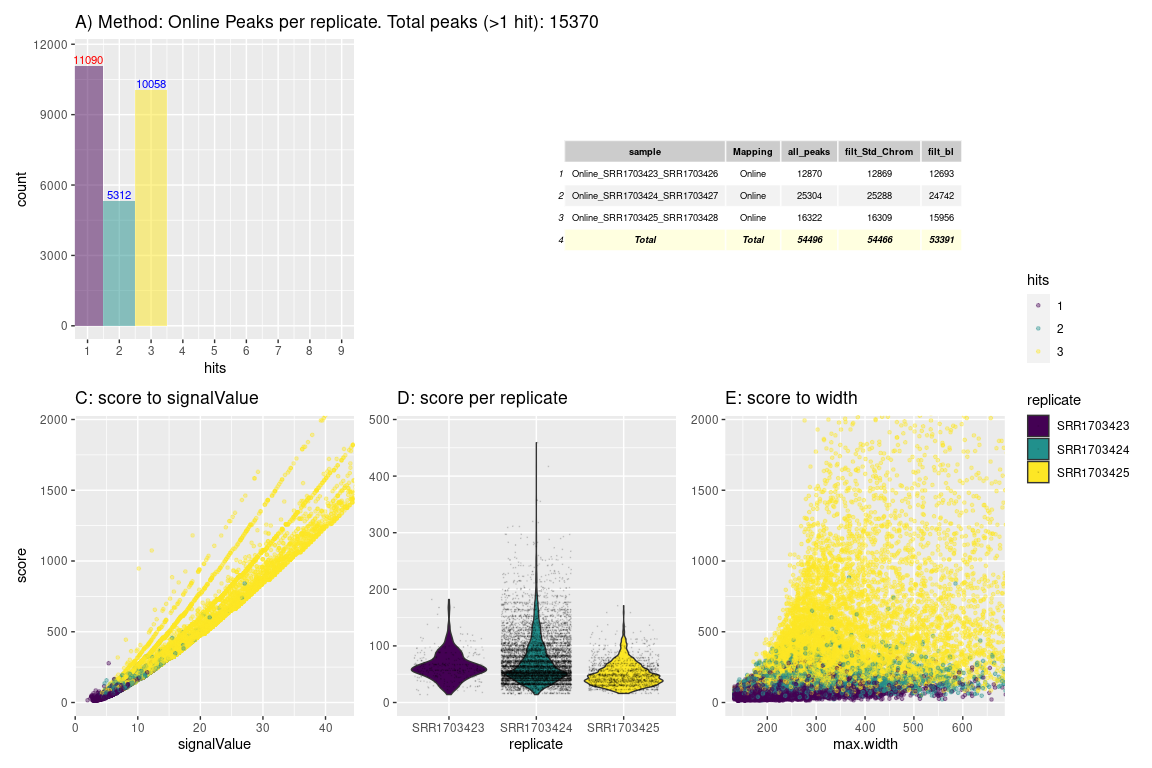 A) Method: Online Peaks per replicate. Total peaks (>1 hit): 15370
12000
9000
6000
3000
0
count
11090
5312
10058
1 2 3 4 5 6 7 8 9
hits
sample Mapping all_peaks filt_Std_Chrom filt_bl
1 Online_SRR1703423_SRR1703426 Online 12870 12869 12693
2 Online_SRR1703424_SRR1703427 Online 25304 25288 24742
3 Online_SRR1703425_SRR1703428 Online 16322 16309 15956
4 Total Total 54496 54466 53391
hits
1
2
3
replicate
SRR1703423
SRR1703424
SRR1703425
C: score to signalValue
2000
1500
1000
500
0
score
0 10 20 30 40
signalValue
D: score per replicate
500
400
300
200
100
0
SRR1703423 SRR1703424 SRR1703425
replicate
E: score to width
2000
1500
1000
500
0
200 300 400 500 600
max.width